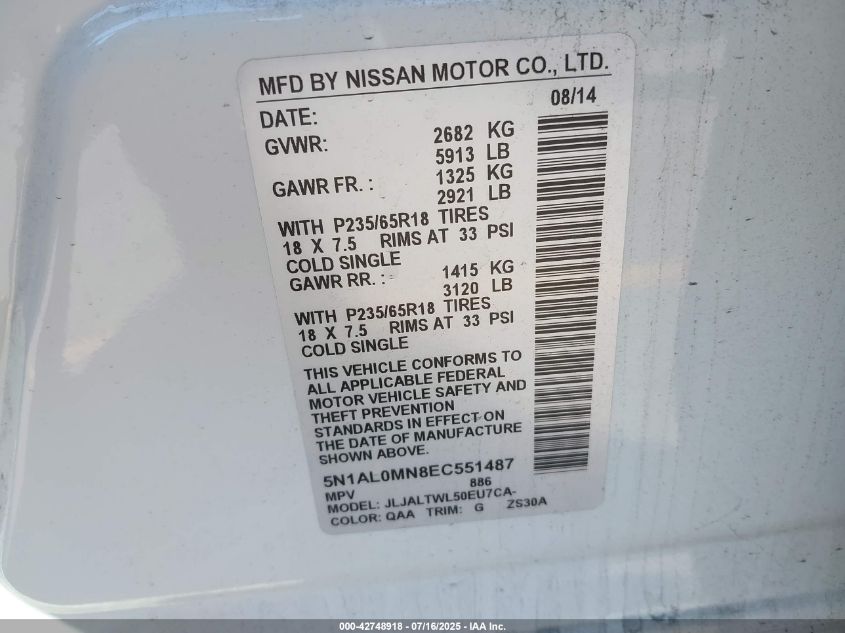 MFD BY NISSAN MOTOR CO., LTD.
DATE: 08/14
GVWR: 2682 KG
5913 LB
GAWR FR. : 1325 KG
2921 LB
WITH P235/65R18 TIRES
18 X 7.5 RIMS AT 33 PSI
COLD SINGLE
GAWR RR. : 1415 KG
3120 LB
WITH P235/65R18 TIRES
18 X 7.5 RIMS AT 33 PSI
COLD SINGLE
THIS VEHICLE CONFORMS TO
ALL APPLICABLE FEDERAL
MOTOR VEHICLE SAFETY AND
THEFT PREVENTION
STANDARDS IN EFFECT ON
THE DATE OF MANUFACTURE
SHOWN ABOVE.
5N1AL0MN8EC551487
MPV 886
MODEL: JLJALTWL50EU7CA-
COLOR: QAA TRIM: G ZS30A
000-42748918 - 07/16/2025 - IAA Inc.